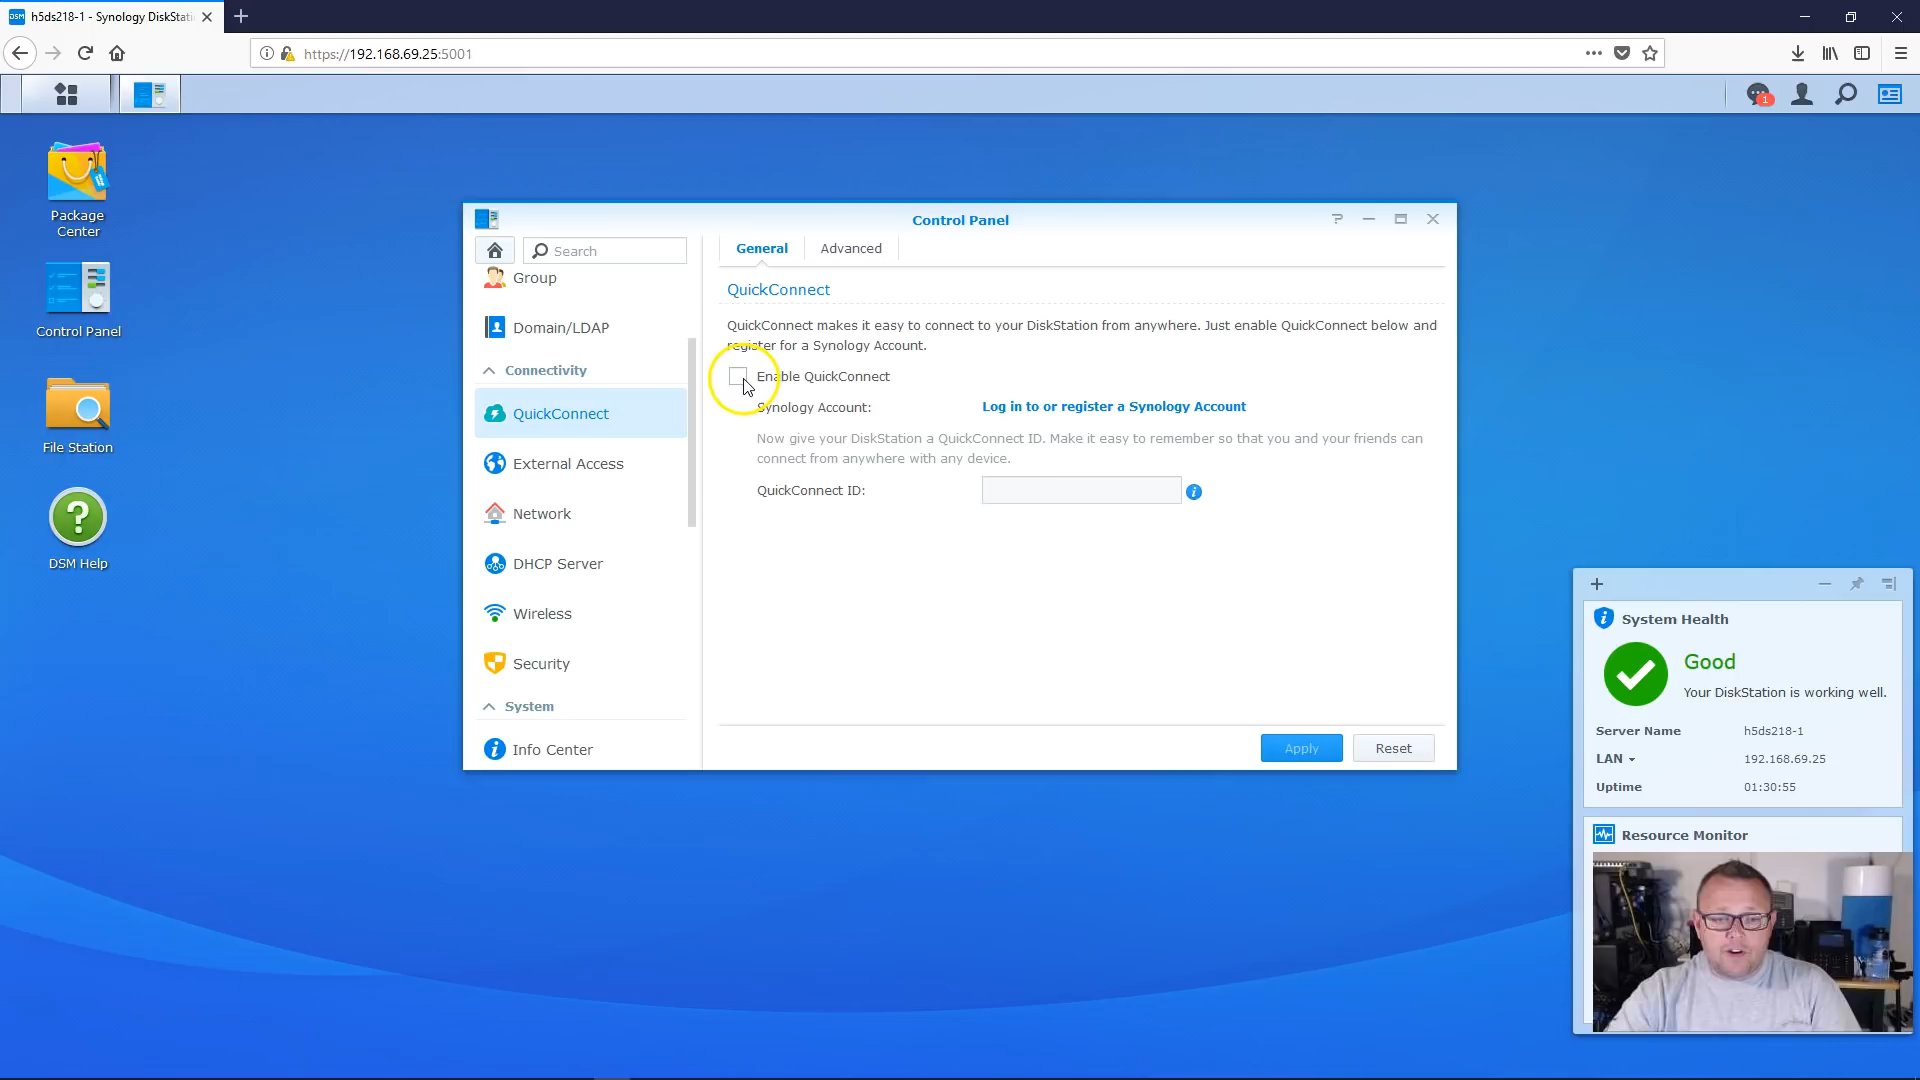 h5ds218-1 - Synology DiskStati
https://192.168.69.25:5001
1
Package
Center
Control Panel
File Station
DSM Help
Control Panel
Search
General
Advanced
Group
Domain/LDAP
Connectivity
QuickConnect
External Access
Network
DHCP Server
Wireless
Security
System
Info Center
QuickConnect
QuickConnect makes it easy to connect to your DiskStation from anywhere. Just enable QuickConnect below and
register for a Synology Account.
Enable QuickConnect
Synology Account:
Log in to or register a Synology Account
Now give your DiskStation a QuickConnect ID. Make it easy to remember so that you and your friends can
connect from anywhere with any device.
QuickConnect ID:
Apply
Reset
System Health
Good
Your DiskStation is working well.
Server Name
h5ds218-1
LAN
192.168.69.25
Uptime
01:30:55
Resource Monitor